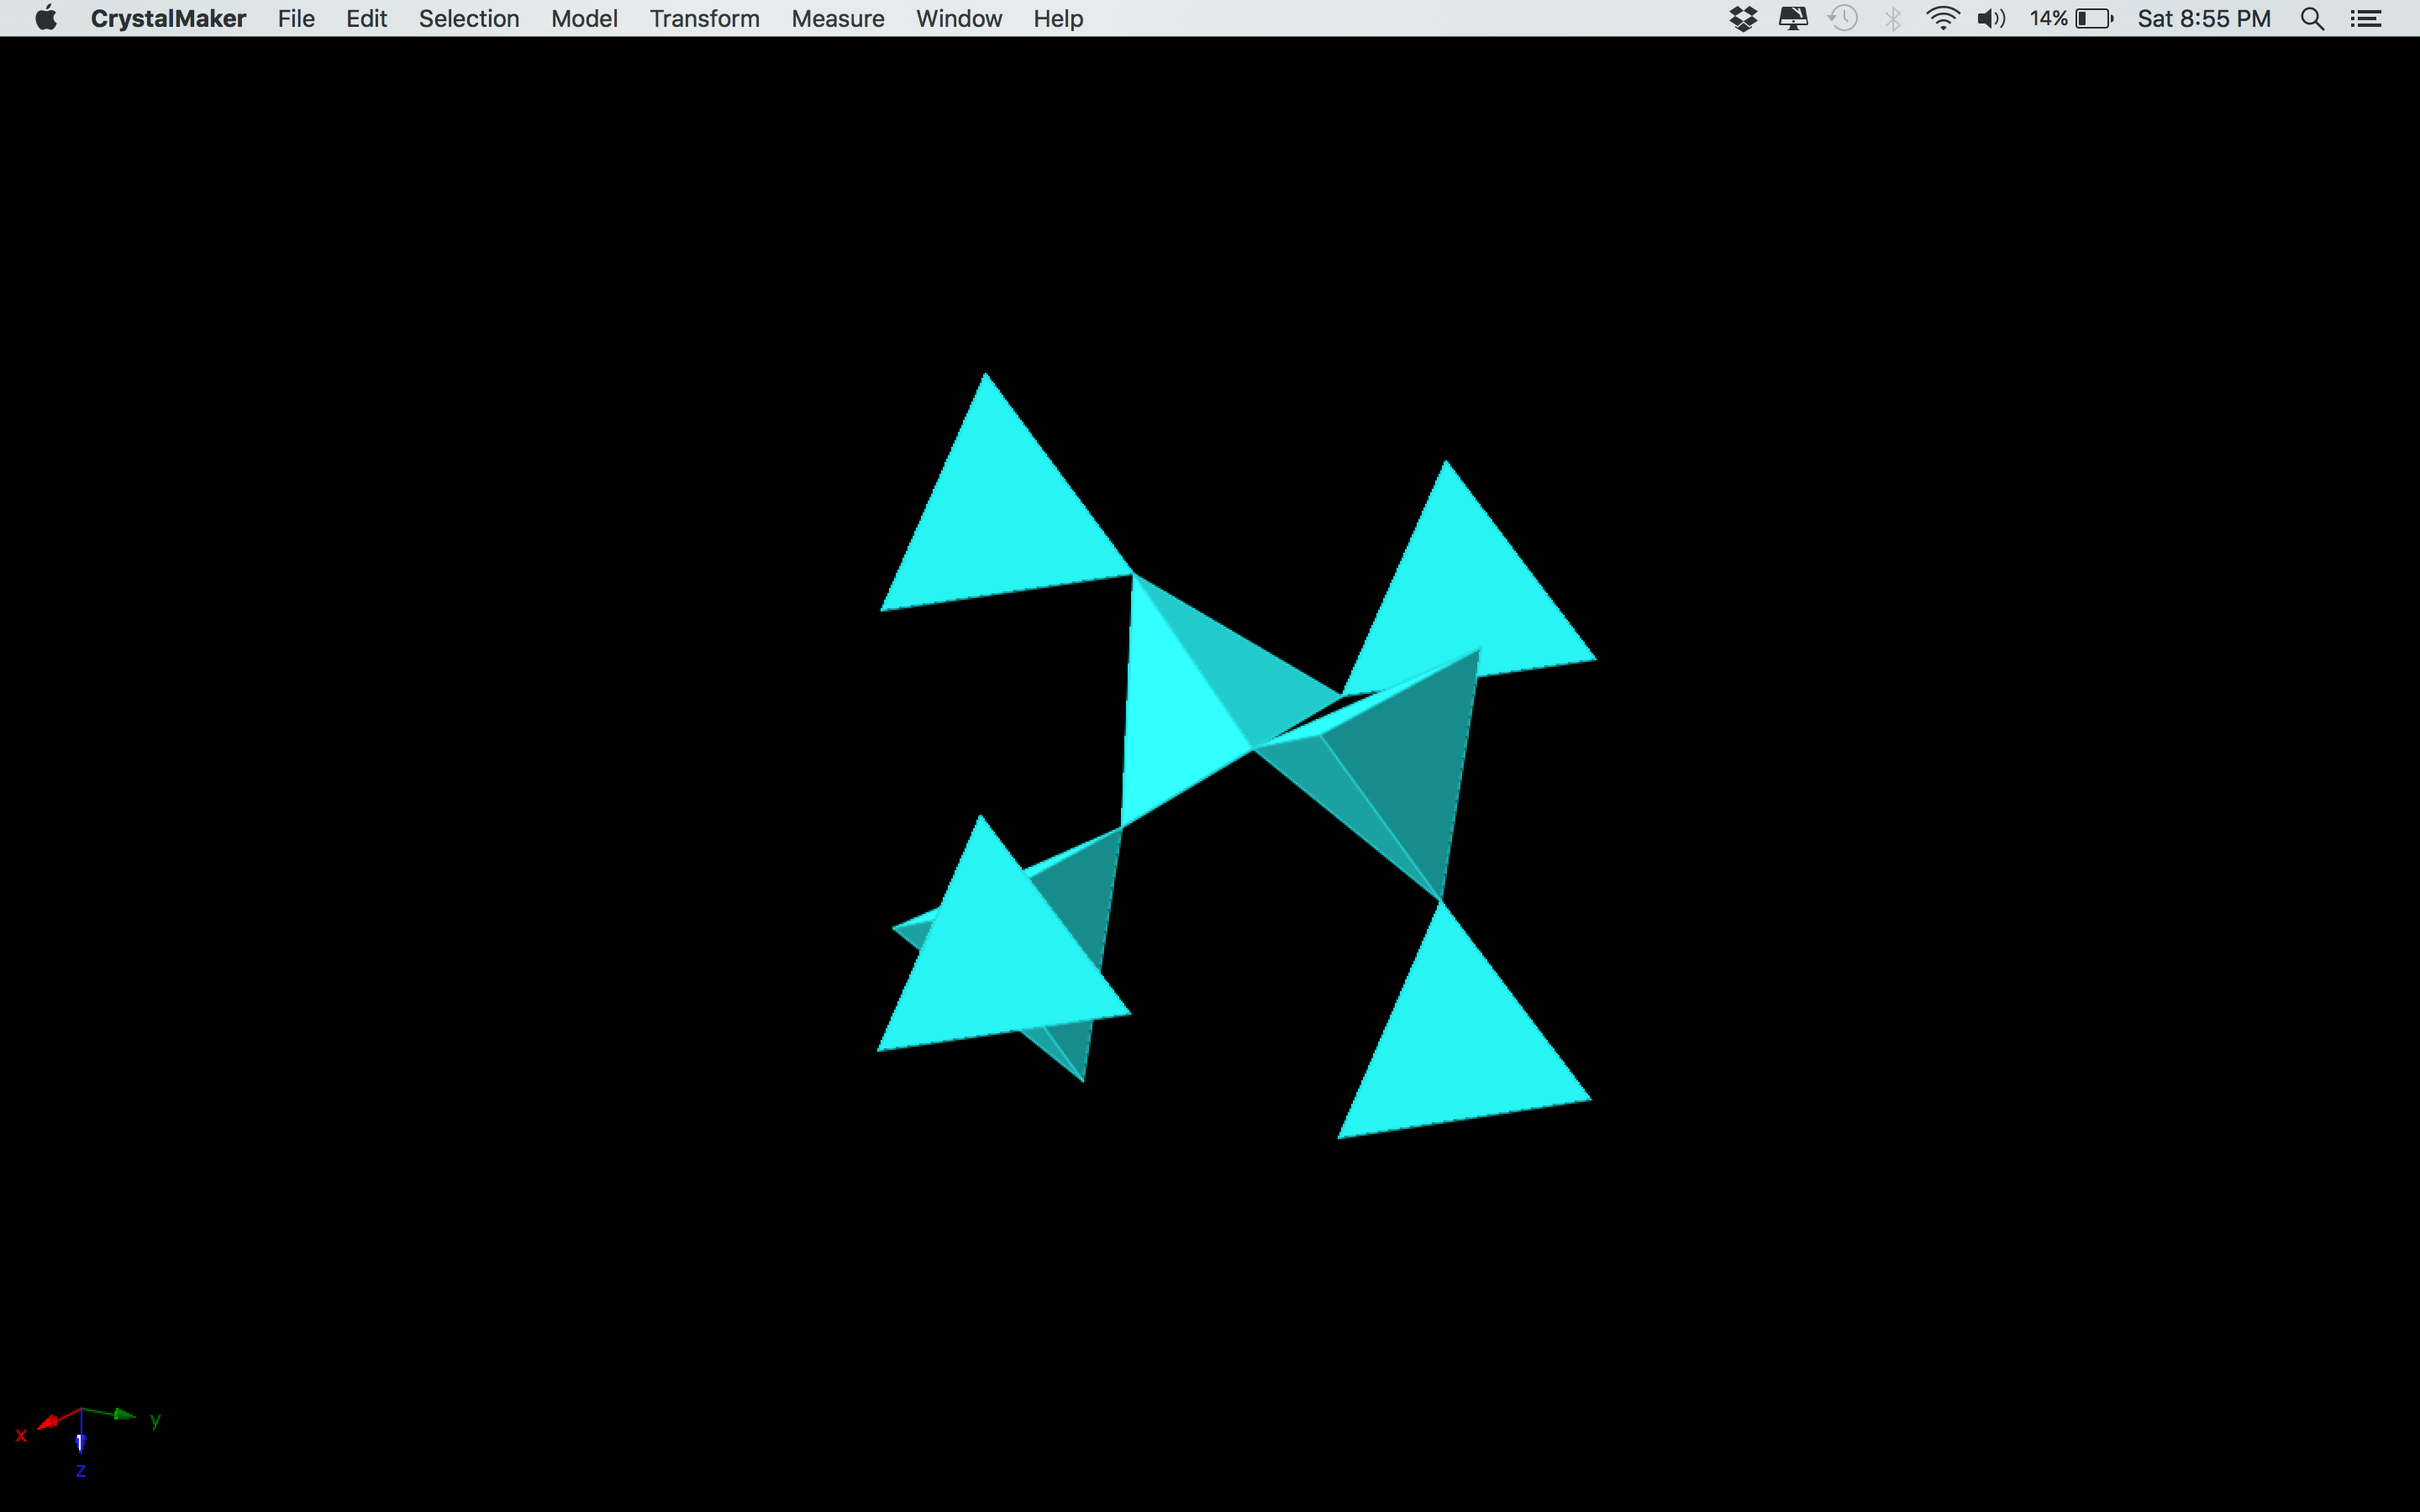 CrystalMaker File Edit Selection Model Transform Measure Window Help 14% Sat 8:55 PM
x y
z